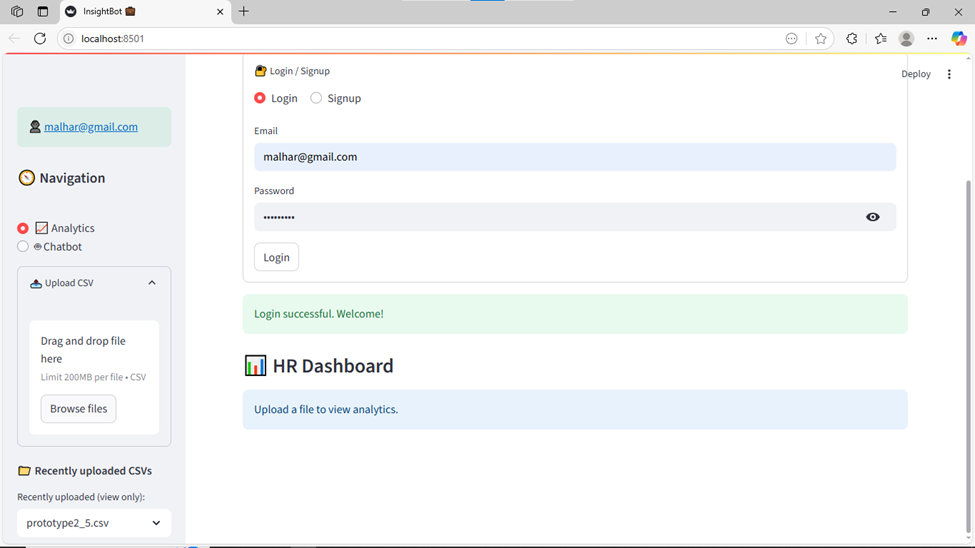 InsightBot
localhost:8501
Deploy
malhar@gmail.com
Navigation
Analytics
Chatbot
Upload CSV
Drag and drop file
here
Limit 200MB per file • CSV
Browse files
Recently uploaded CSVs
Recently uploaded (view only):
prototype2_5.csv
Login / Signup
Login
Signup
Email
malhar@gmail.com
Password
•••••••••
Login
Login successful. Welcome!
HR Dashboard
Upload a file to view analytics.